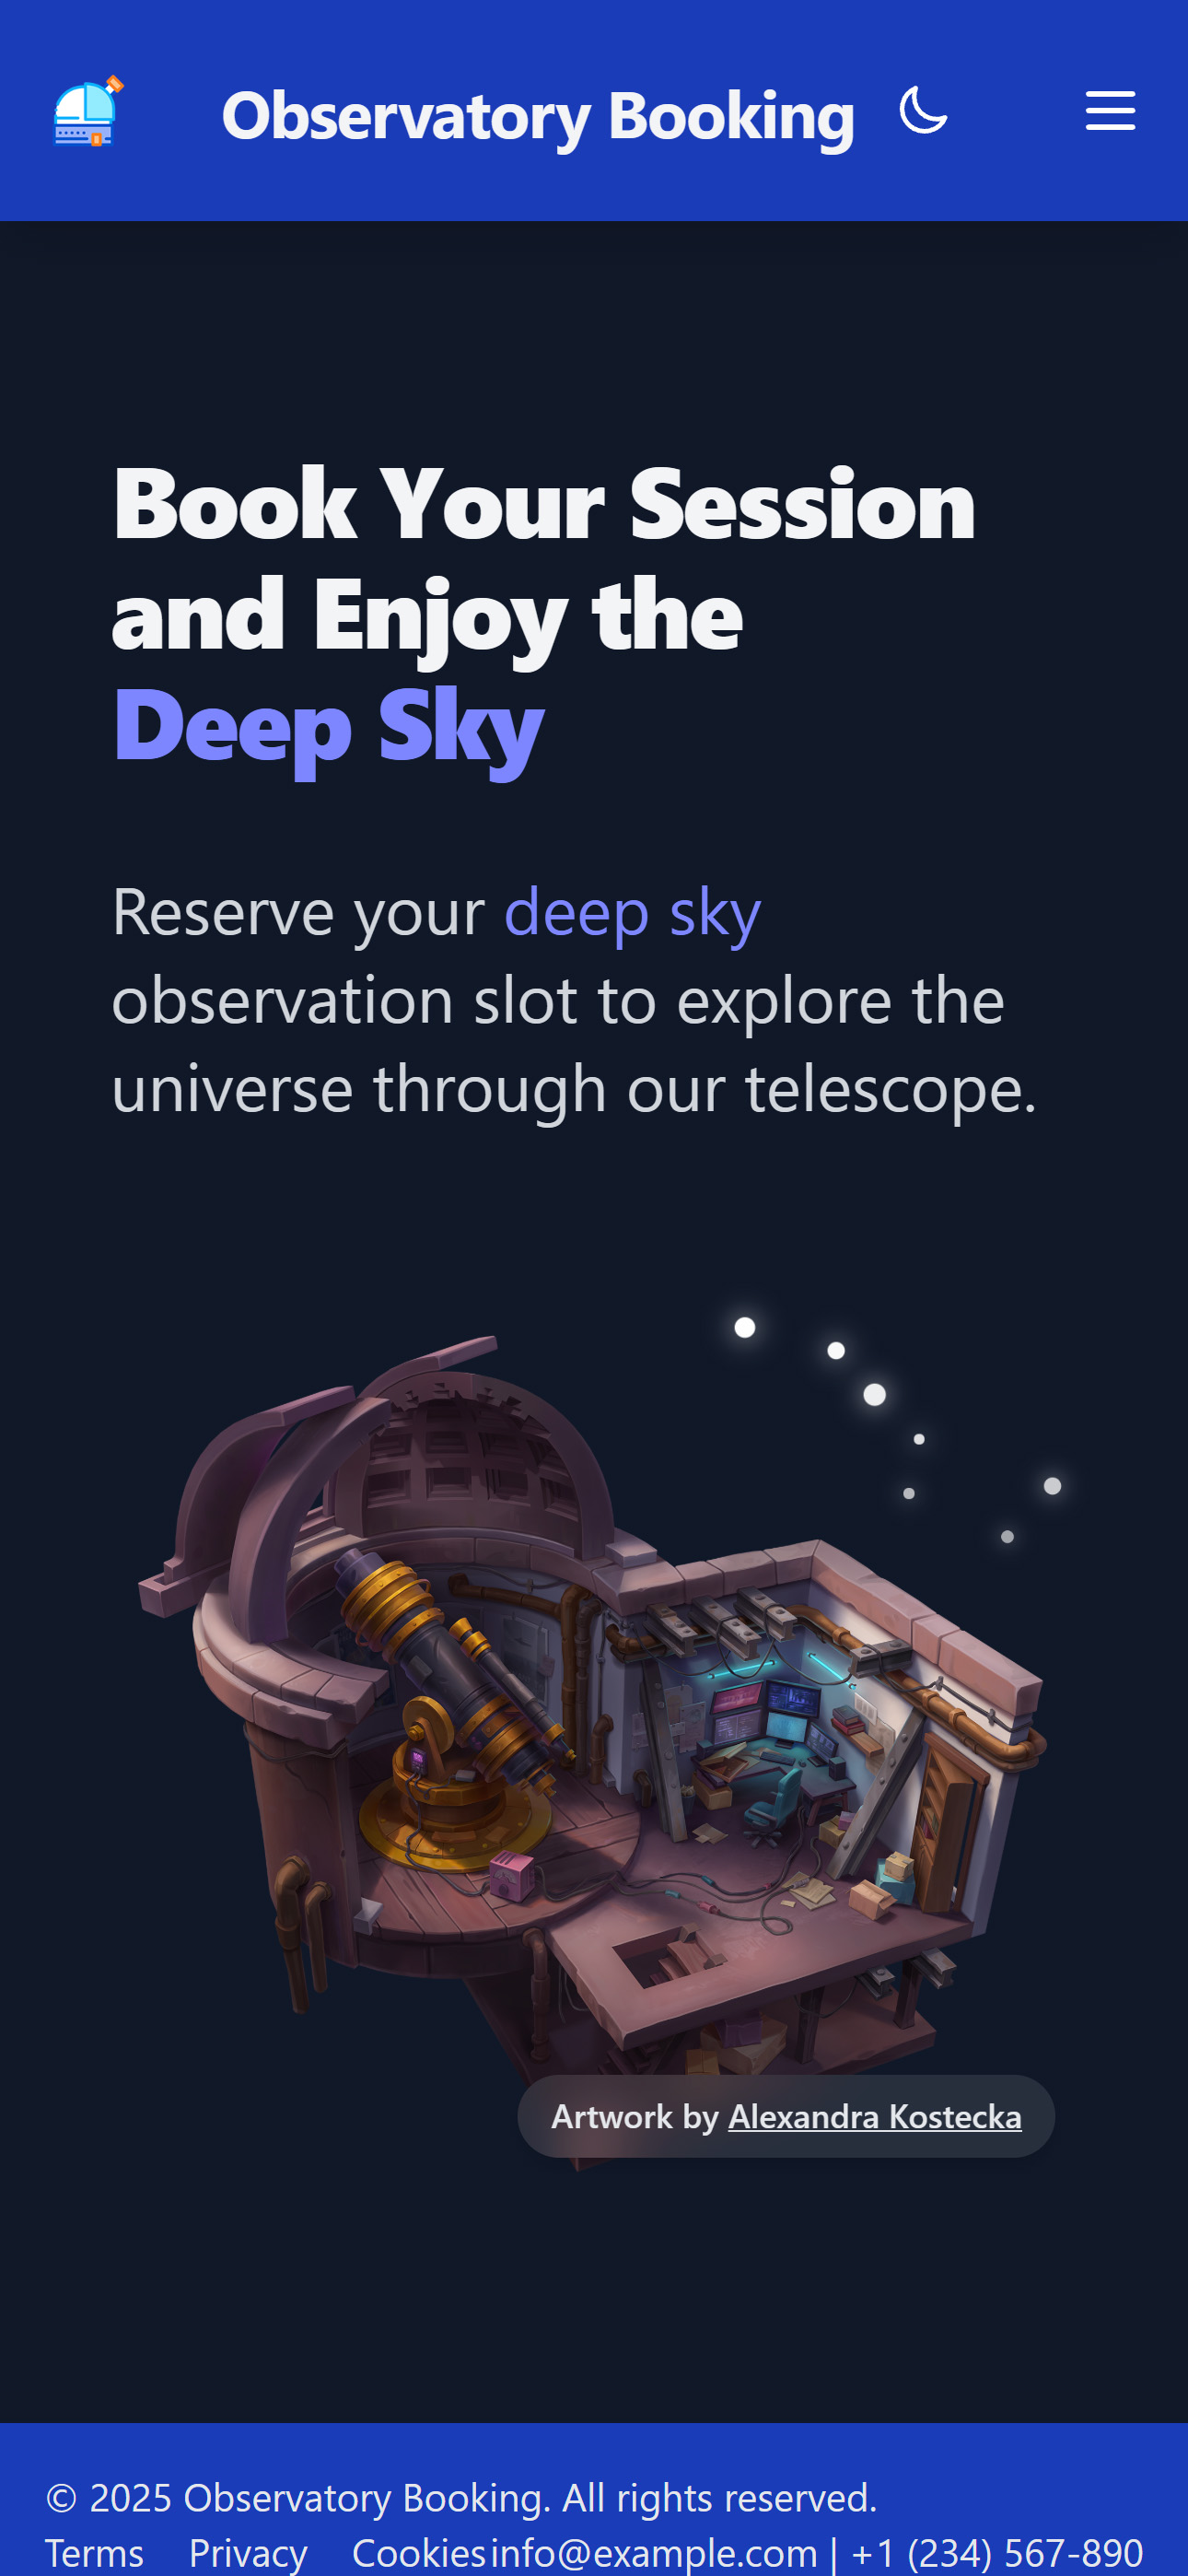 Observatory Booking
Book Your Session
and Enjoy the
Deep Sky
Reserve your deep sky
observation slot to explore the
universe through our telescope.
Artwork by Alexandra Kostecka
© 2025 Observatory Booking. All rights reserved.
Terms Privacy Cookies info@example.com | +1 (234) 567-890